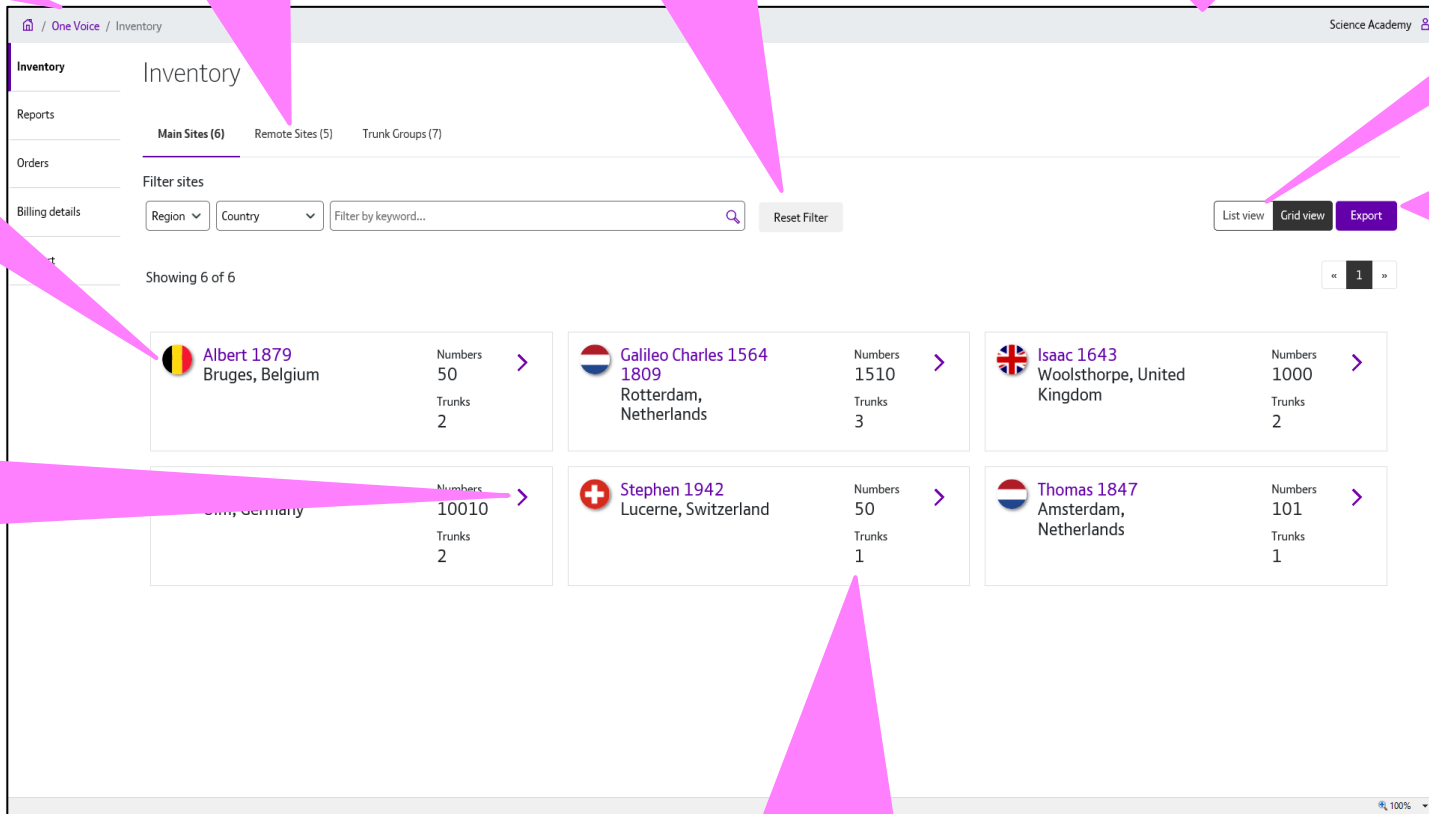 / One Voice / Inventory
Science Academy
Inventory
Reports
Orders
Billing details
Inventory
Main Sites (6) Remote Sites (5) Trunk Groups (7)
Filter sites
Region Country Filter by keyword... Reset Filter
List view Grid view Export
Showing 6 of 6
« 1 »
Albert 1879
Bruges, Belgium
Numbers
50
Trunks
2
Galileo Charles 1564
1809
Rotterdam,
Netherlands
Numbers
1510
Trunks
3
Isaac 1643
Woolsthorpe, United
Kingdom
Numbers
1000
Trunks
2
Germany
Numbers
10010
Trunks
2
Stephen 1942
Lucerne, Switzerland
Numbers
50
Trunks
1
Thomas 1847
Amsterdam,
Netherlands
Numbers
101
Trunks
1
100%